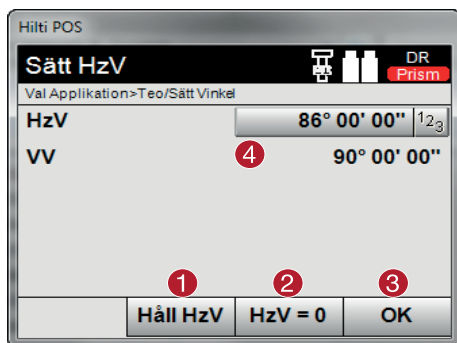 Hilti POS
Sätt HzV
DR
Prism
Val Applikation>Teo/Sätt Vinkel
HzV 86° 00' 00" 123
VV 4 90° 00' 00"
1 2 3
Håll HzV HzV = 0 OK